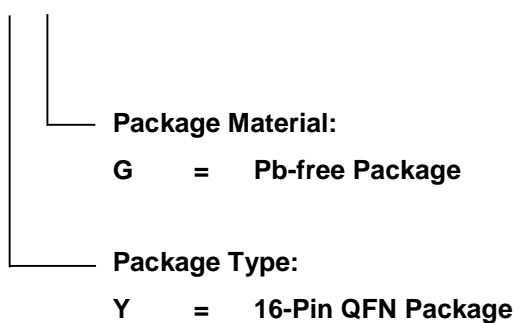 Package Material:
G = Pb-free Package
Package Type:
Y = 16-Pin QFN Package